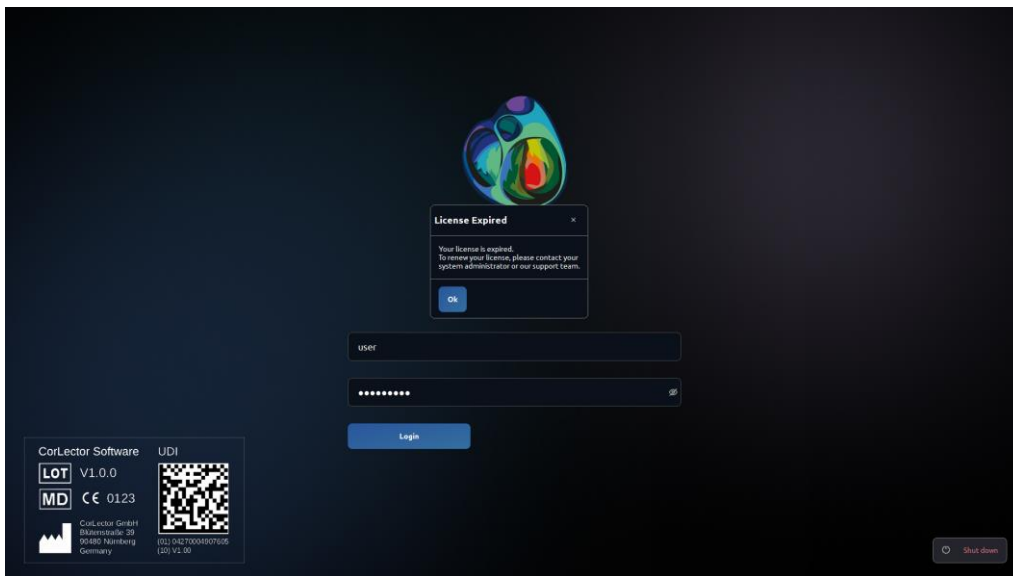 License Expired ×
Your license is expired.
To renew your license, please contact your
system administrator or our support team.
Ok
user
•••••••••
Login
CorLector Software
UDI
LOT V1.0.0
MD CE 0123
CorLector GmbH
Blütenstraße 39
90480 Nürnberg
Germany
(01) 04270004907605
(10) V1.00
Shut down